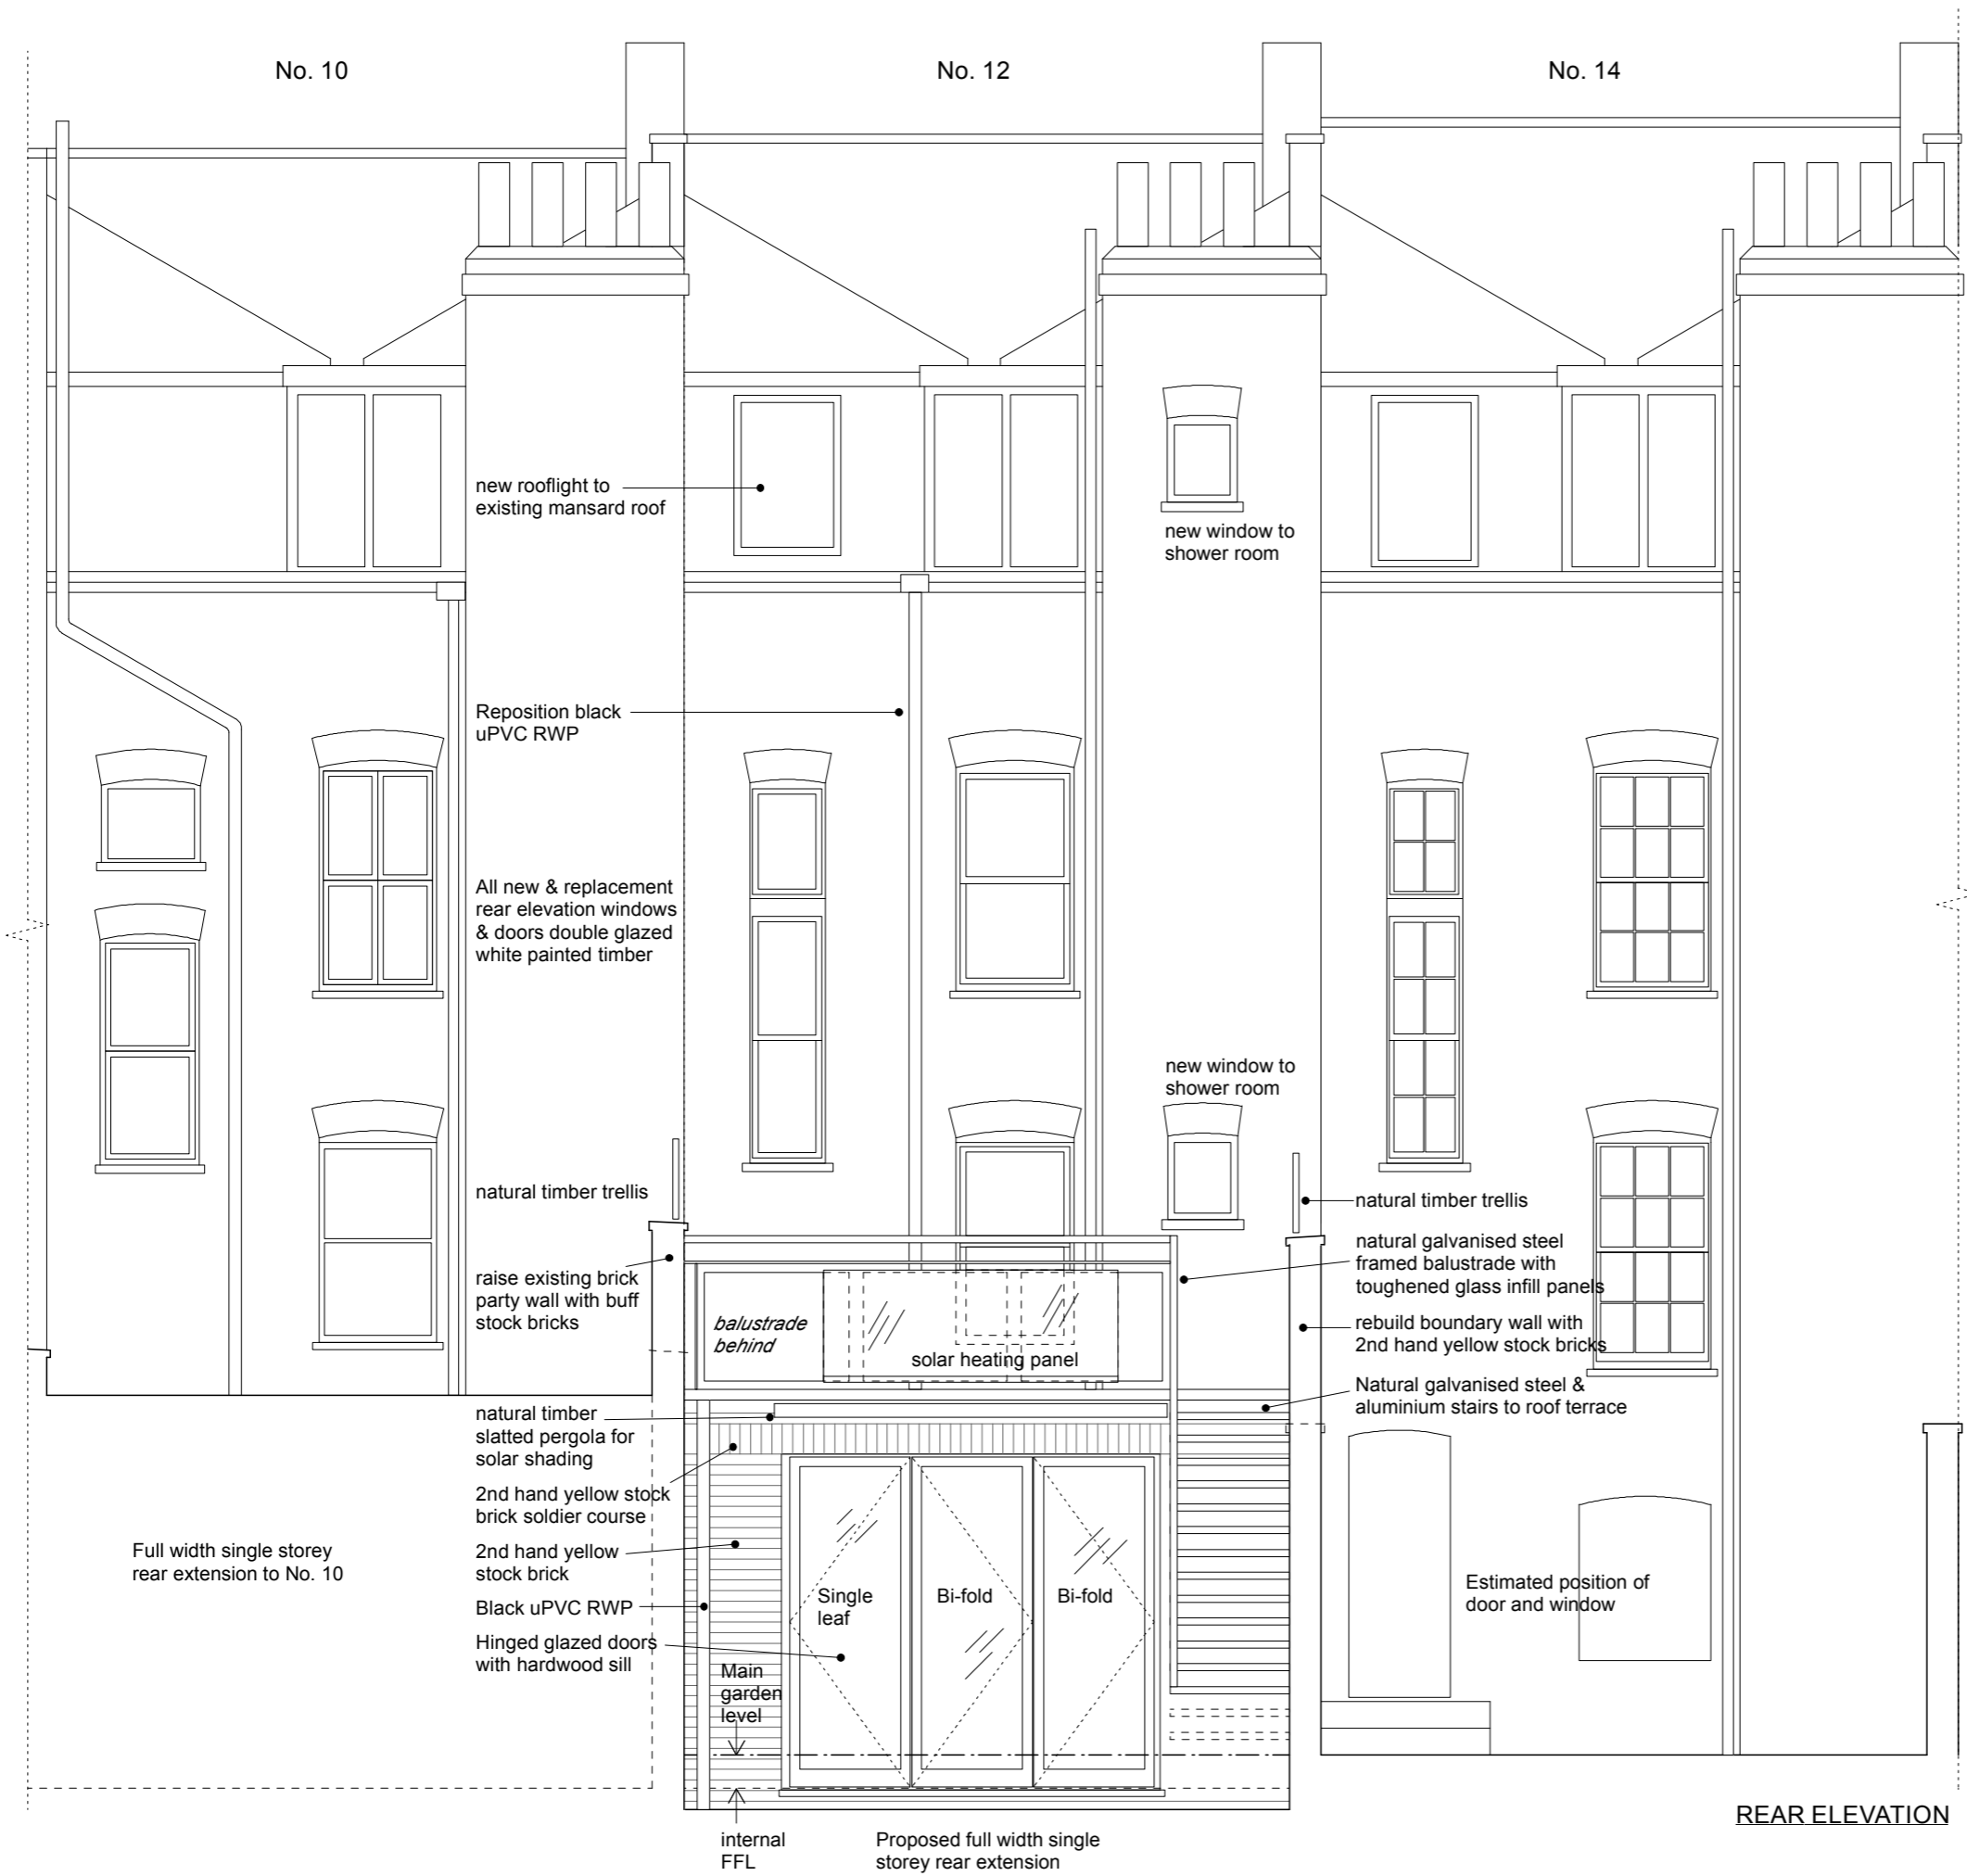 No. 10
No. 12
No. 14
new rooflight to
existing mansard roof
new window to
shower room
Reposition black
uPVC RWP
All new & replacement
rear elevation windows
& doors double glazed
white painted timber
new window to
shower room
natural timber trellis
natural timber trellis
raise existing brick
party wall with buff
stock bricks
balustrade
behind
solar heating panel
natural galvanised steel
framed balustrade with
toughened glass infill panels
rebuild boundary wall with
2nd hand yellow stock bricks
Natural galvanised steel &
aluminium stairs to roof terrace
natural timber
slatted pergola for
solar shading
2nd hand yellow stock
brick soldier course
2nd hand yellow
stock brick
Black uPVC RWP
Hinged glazed doors
with hardwood sill
Full width single storey
rear extension to No. 10
Single
leaf
Bi-fold
Bi-fold
Estimated position of
door and window
Main
garden
level
internal
FFL
Proposed full width single
storey rear extension
REAR ELEVATION